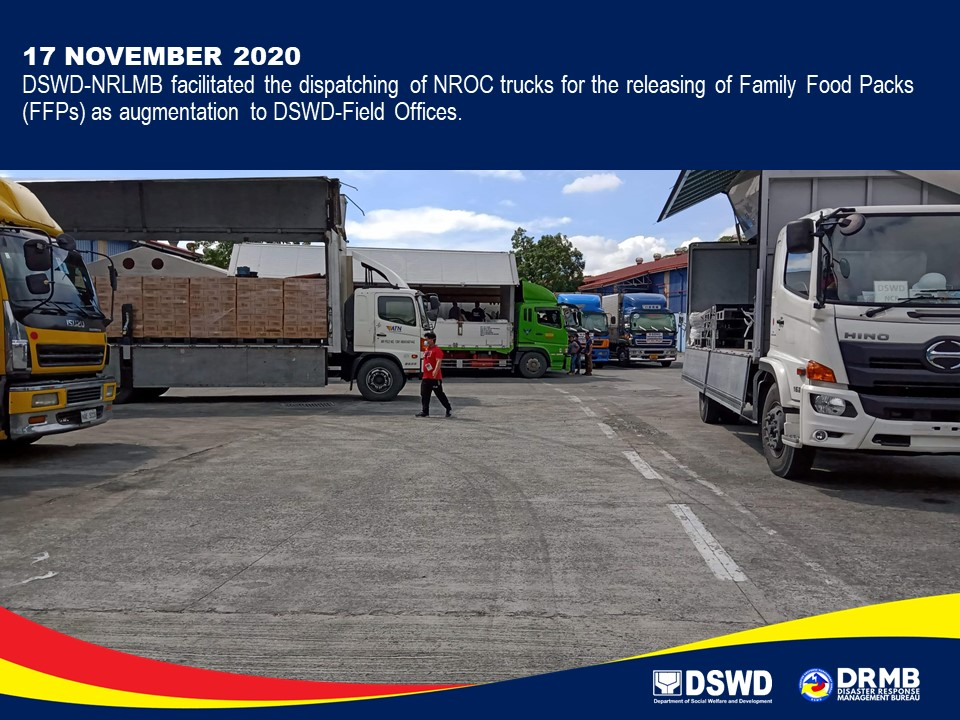 17 NOVEMBER 2020
DSWD-NRLMB facilitated the dispatching of NROC trucks for the releasing of Family Food Packs
(FFPs) as augmentation to DSWD-Field Offices.
ISUZU
ATN
DSWD
HINO
DSWD
Department of Social Welfare and Development
DRMB
DISASTER RESPONSE
MANAGEMENT BUREAU